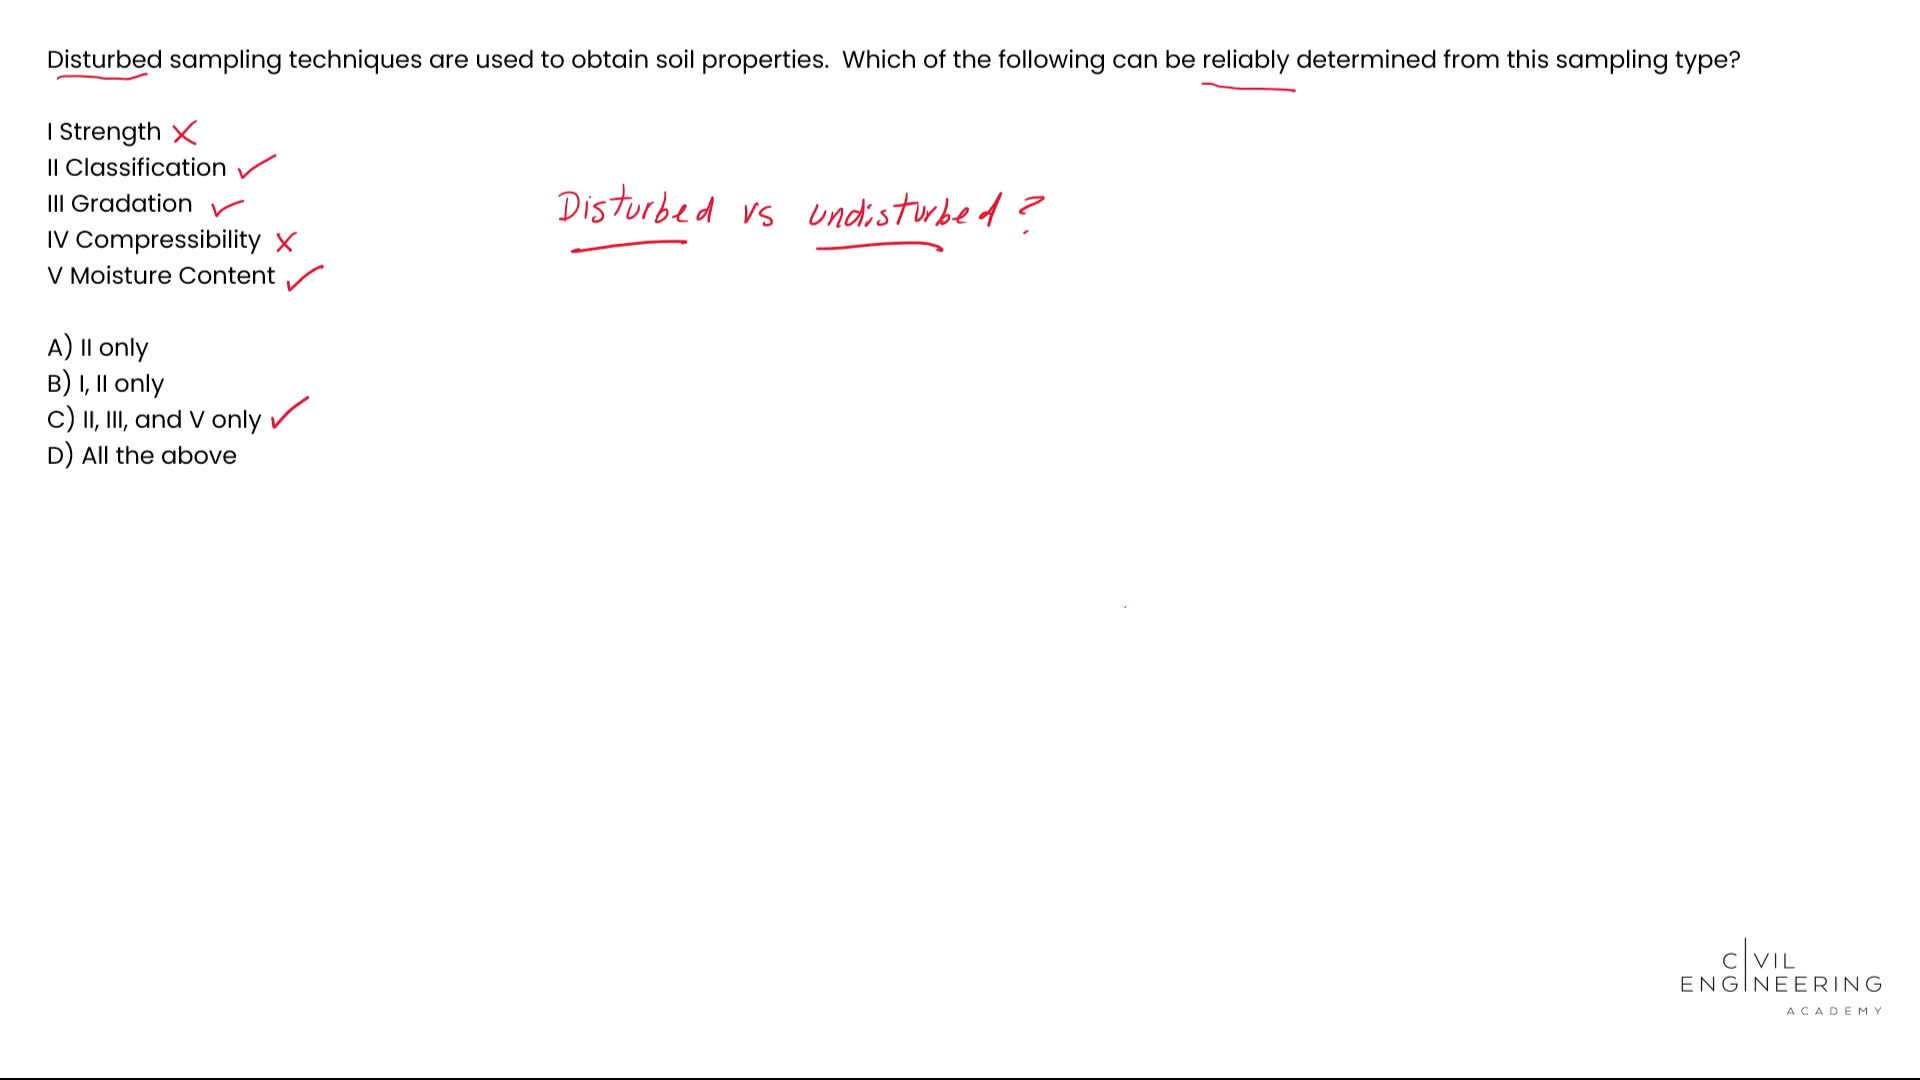 Disturbed sampling techniques are used to obtain soil properties. Which of the following can be reliably determined from this sampling type?
I Strength
II Classification
III Gradation
IV Compressibility
V Moisture Content
Disturbed vs undisturbed?
A) II only
B) I, II only
C) II, III, and V only
D) All the above
CIVIL
ENGINEERING
ACADEMY